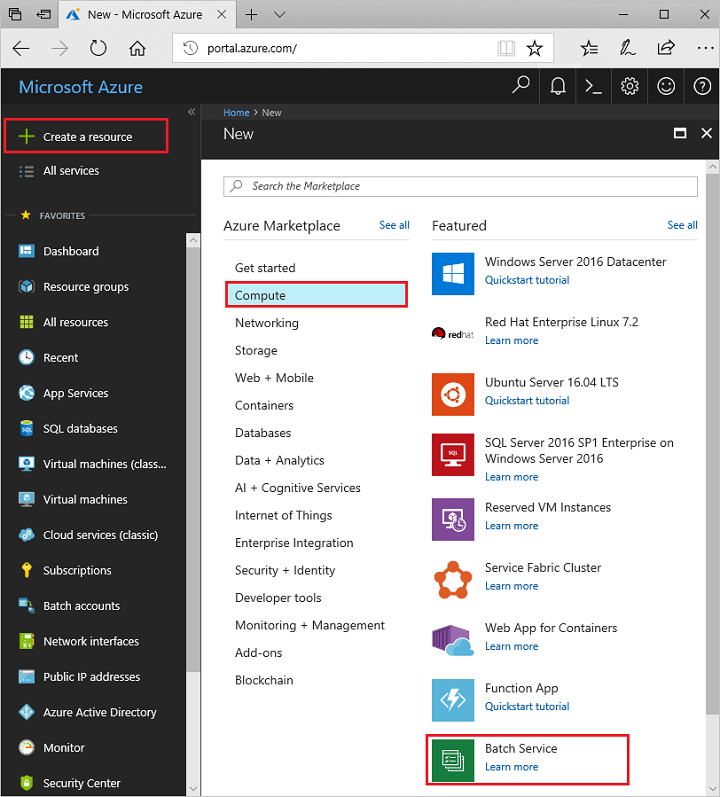 New - Microsoft Azure
portal.azure.com/
Microsoft Azure
Create a resource
All services
FAVORITES
Dashboard
Resource groups
All resources
Recent
App Services
SQL
SQL databases
Virtual machines (class...
Virtual machines
Cloud services (classic)
Subscriptions
Batch accounts
Network interfaces
Public IP addresses
Azure Active Directory
Monitor
Security Center
Home > New
New
Search the Marketplace
Azure Marketplace
See all
Get started
Compute
Networking
Storage
Web + Mobile
Containers
Databases
Data + Analytics
AI + Cognitive Services
Internet of Things
Enterprise Integration
Security + Identity
Developer tools
Monitoring + Management
Add-ons
Blockchain
Featured
See all
Windows Server 2016 Datacenter
Quickstart tutorial
redhat
Red Hat Enterprise Linux 7.2
Learn more
Ubuntu Server 16.04 LTS
Quickstart tutorial
SQL
SQL Server 2016 SP1 Enterprise on
Windows Server 2016
Learn more
Reserved VM Instances
Learn more
Service Fabric Cluster
Learn more
Web App for Containers
Learn more
Function App
Quickstart tutorial
Batch Service
Learn more